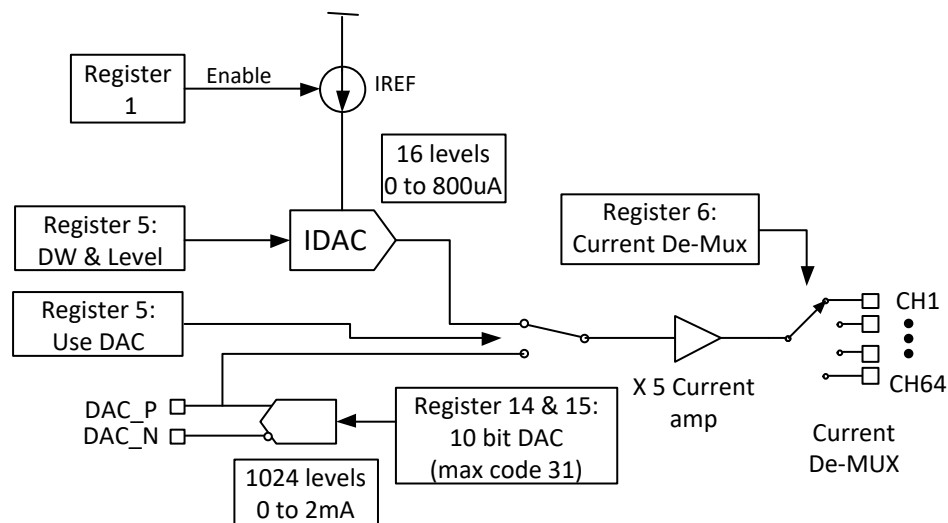 Register
1
Enable
IREF
16 levels
0 to 800uA
Register 5:
DW & Level
IDAC
Register 6:
Current De-Mux
Register 5:
Use DAC
CH1
CH64
X 5 Current
amp
DAC_P
DAC_N
Register 14 & 15:
10 bit DAC
(max code 31)
Current
De-MUX
1024 levels
0 to 2mA